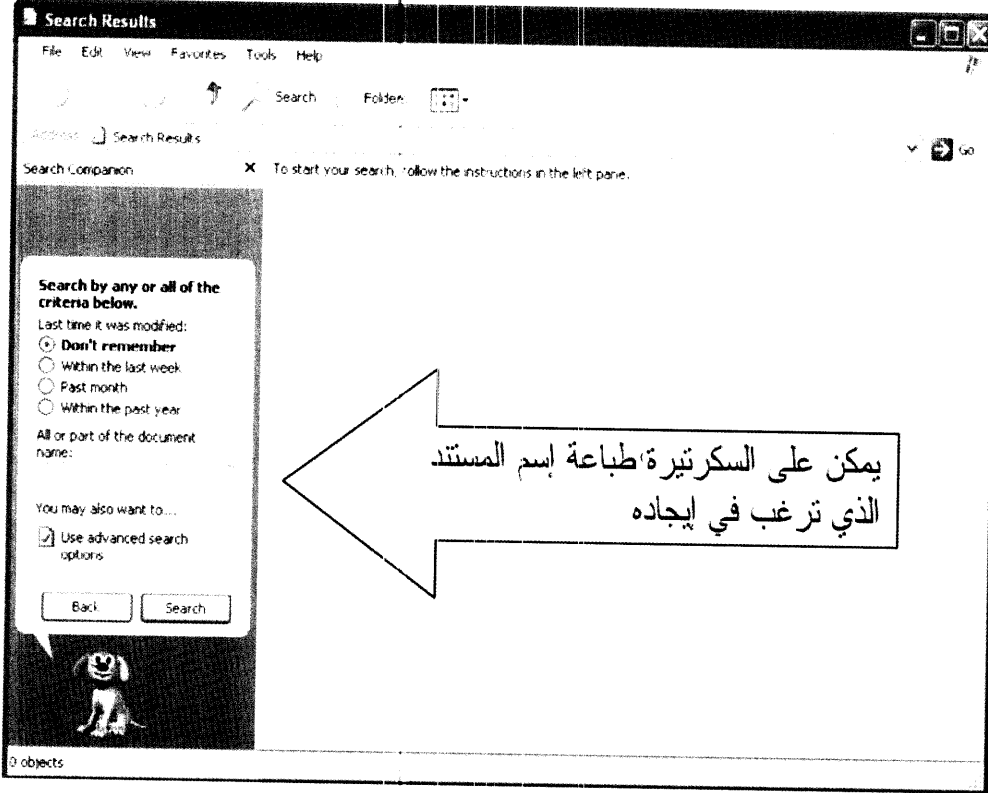 Search Results
File Edit View Favorites Tools Help
Search Folders
Address Search Results Go
Search Companion
To start your search, follow the instructions in the left pane.
Search by any or all of the
criteria below.
Last time it was modified:
Don't remember
Within the last week
Past month
Within the past year
All or part of the document
name:
You may also want to...
Use advanced search
options
Back Search
يمكن على السكرتيرة طباعة إسم المستند
الذي ترغب في إيجاده
0 objects